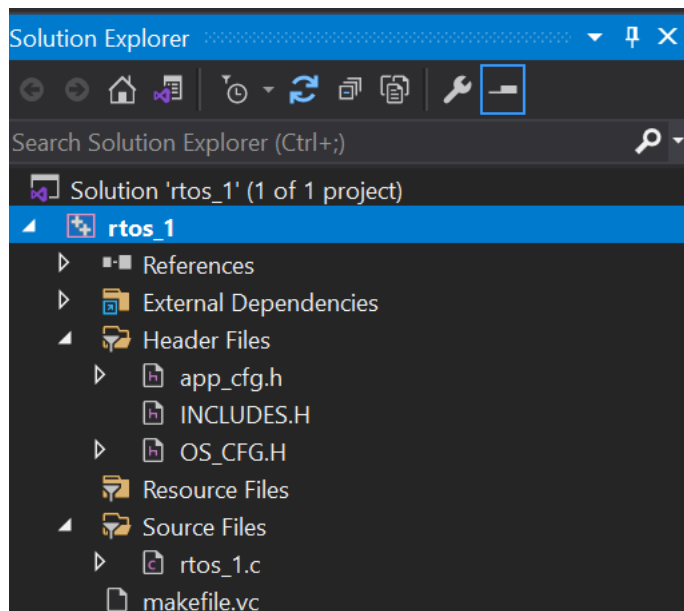 Solution Explorer
Search Solution Explorer (Ctrl+;)
Solution 'rtos_1' (1 of 1 project)
rtos_1
References
External Dependencies
Header Files
app_cfg.h
INCLUDES.H
OS_CFG.H
Resource Files
Source Files
rtos_1.c
makefile.vc